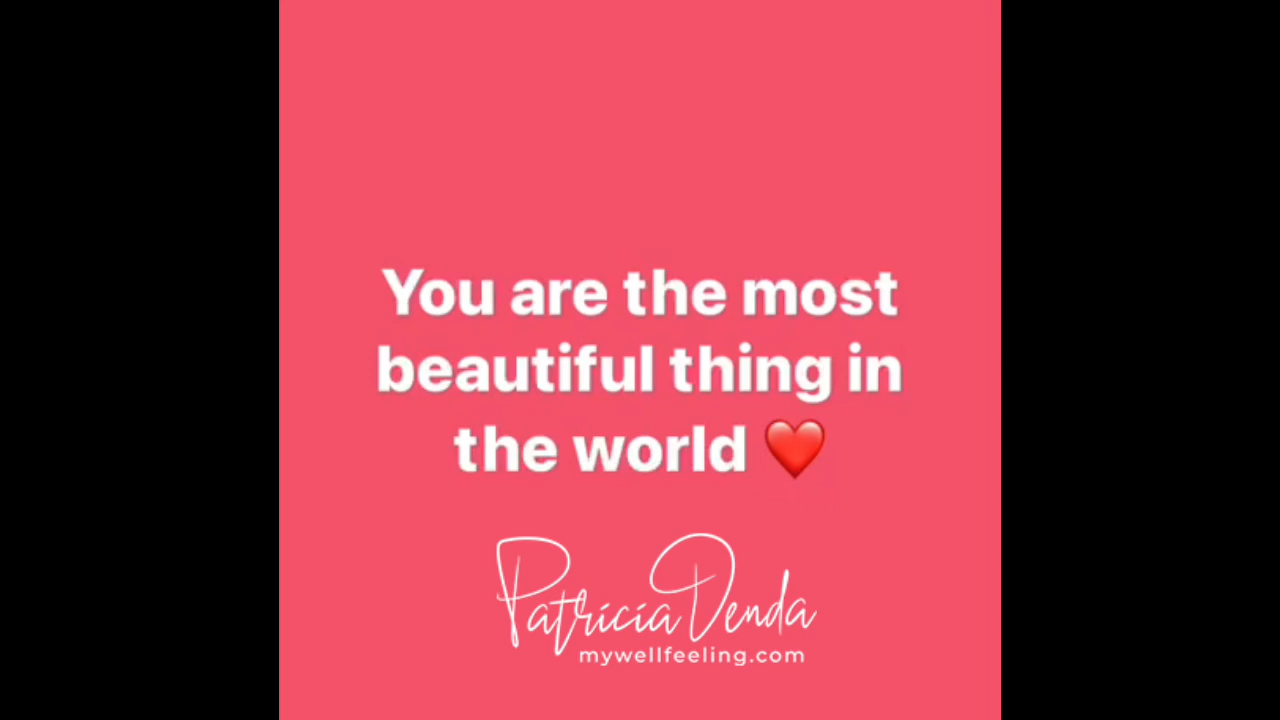 You are the most
beautiful thing in
the world ❤️
Patricia Denda
mywellfeeling.com